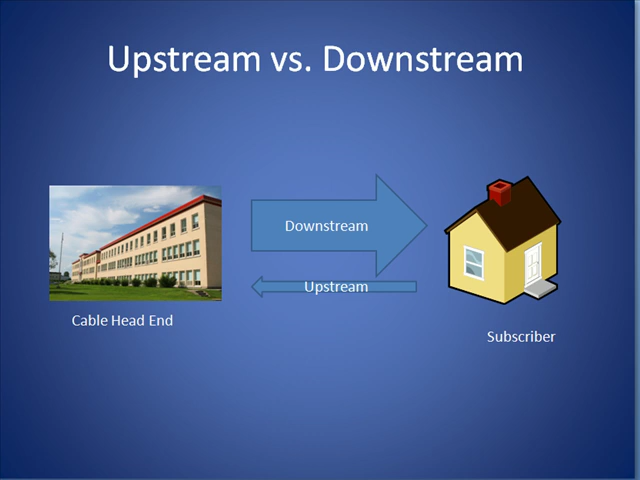 Upstream vs. Downstream
Downstream
Upstream
Cable Head End
Subscriber